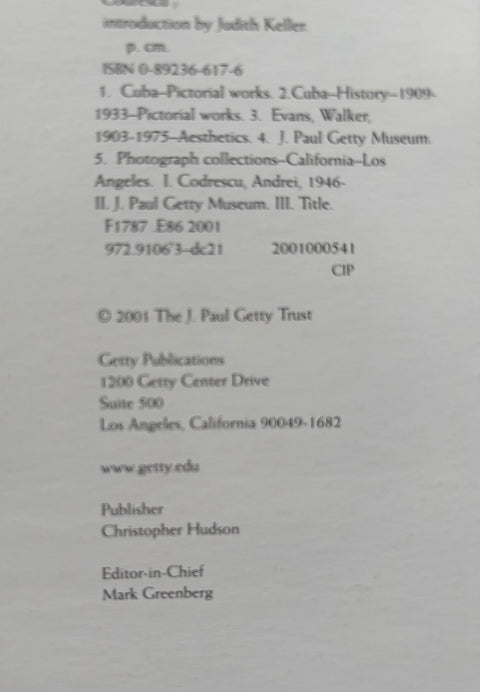 Codrescu ;
introduction by Judith Keller.
p. cm.
ISBN 0-89236-617-6
1. Cuba–Pictorial works. 2.Cuba–History–1909-
1933–Pictorial works. 3. Evans, Walker,
1903-1975–Aesthetics. 4. J. Paul Getty Museum.
5. Photograph collections–California–Los
Angeles. I. Codrescu, Andrei, 1946-
II. J. Paul Getty Museum. III. Title.
F1787 .E86 2001
972.9106'3–dc21 2001000541
CIP
© 2001 The J. Paul Getty Trust
Getty Publications
1200 Getty Center Drive
Suite 500
Los Angeles, California 90049-1682
www.getty.edu
Publisher
Christopher Hudson
Editor-in-Chief
Mark Greenberg